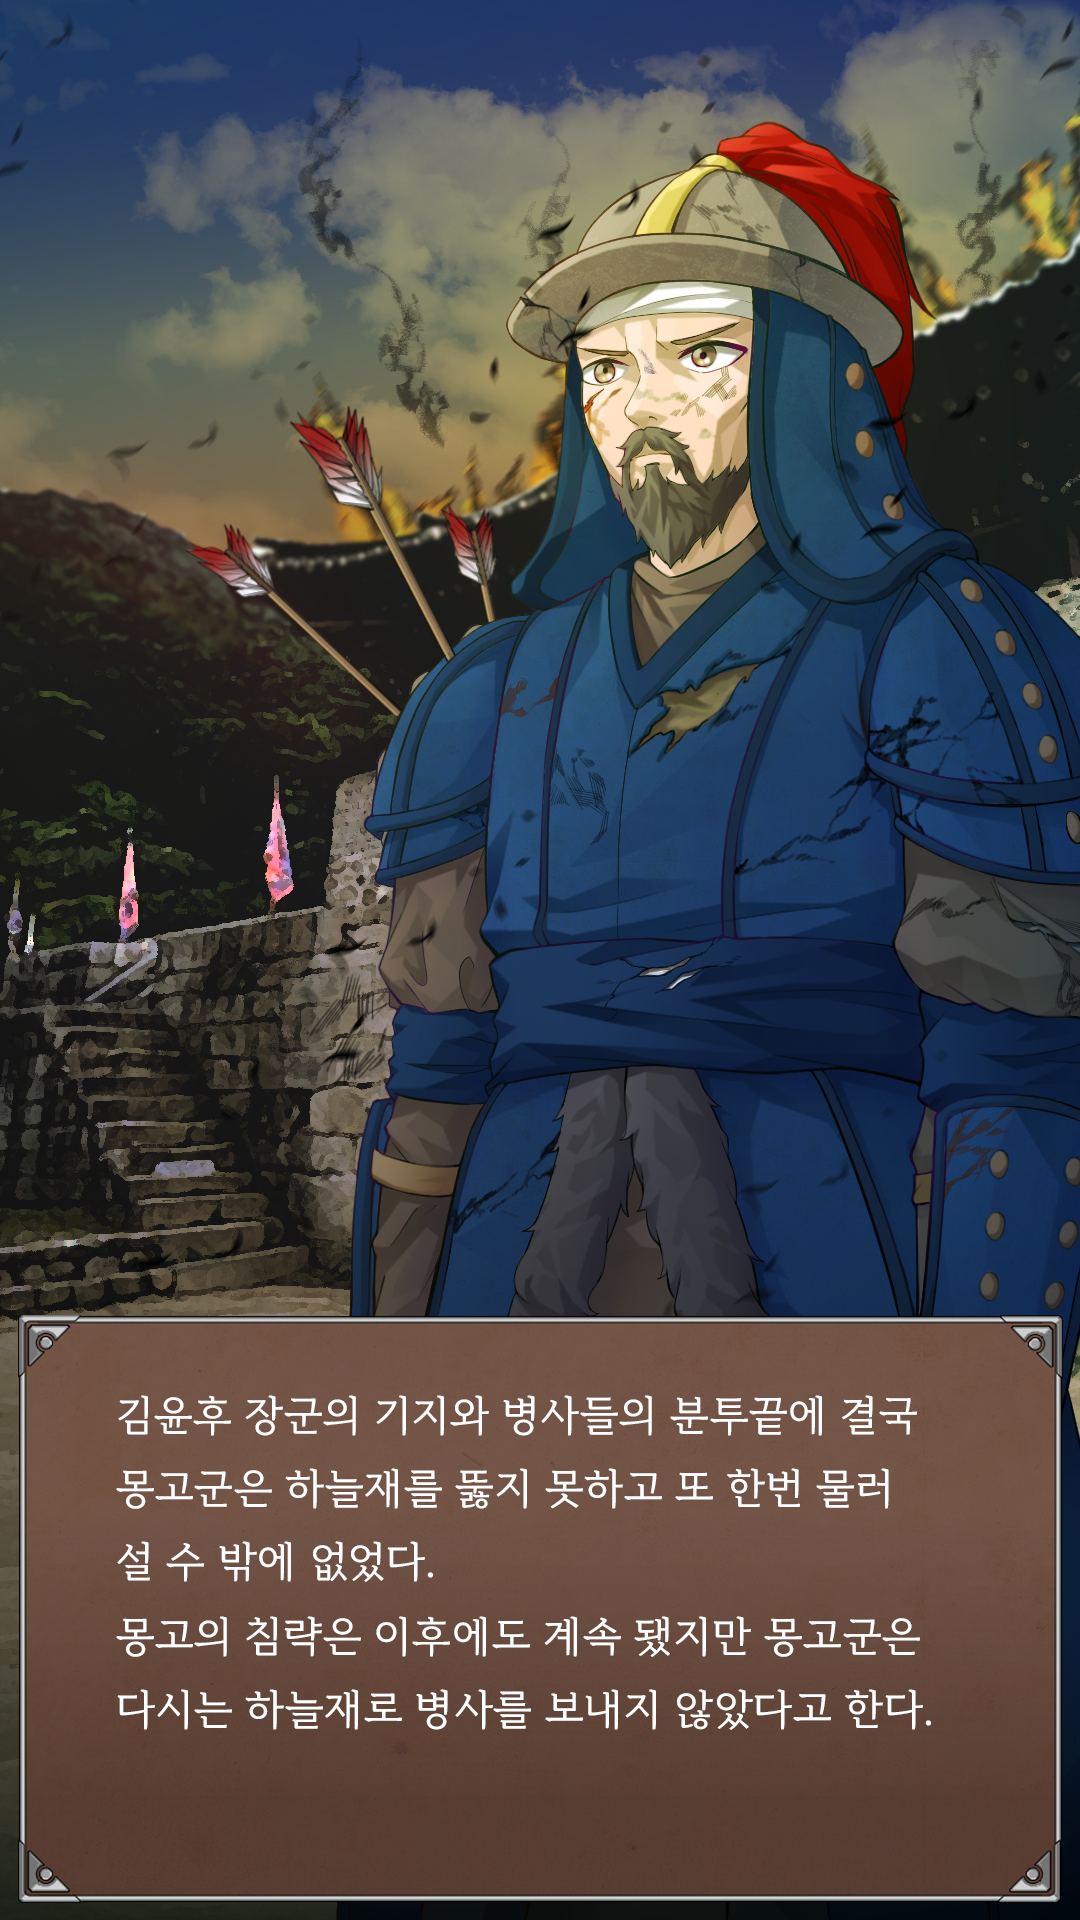 김윤후 장군의 기지와 병사들의 분투끝에 결국
몽고군은 하늘재를 뚫지 못하고 또 한번 물러
설 수 밖에 없었다.
몽고의 침략은 이후에도 계속 됐지만 몽고군은
다시는 하늘재로 병사를 보내지 않았다고 한다.